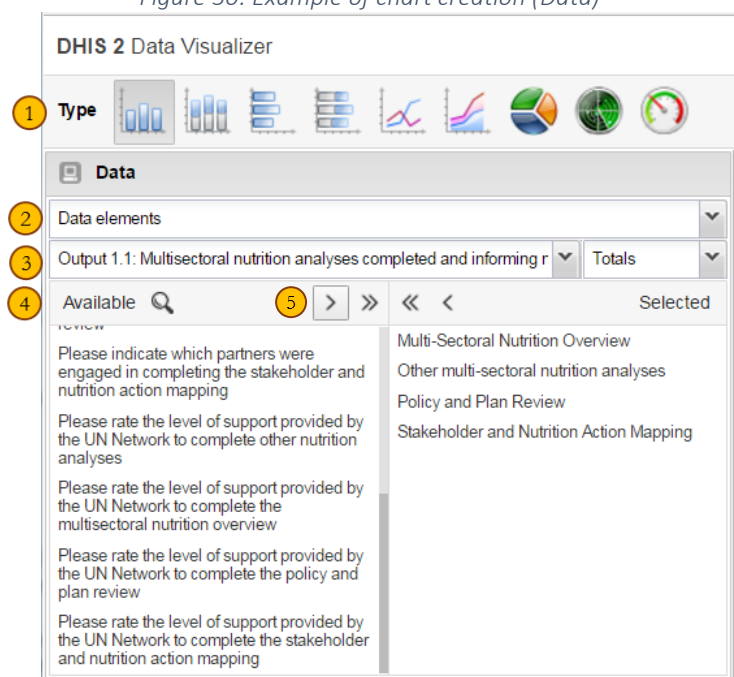 Figure 30: Example of chart creation (Data)
DHIS 2 Data Visualizer
1 Type
Data
2 Data elements
3 Output 1.1: Multisectoral nutrition analyses completed and informing r Totals
4 Available 5 > » « < Selected
review
Please indicate which partners were
engaged in completing the stakeholder and
nutrition action mapping
Please rate the level of support provided by
the UN Network to complete other nutrition
analyses
Please rate the level of support provided by
the UN Network to complete the
multisectoral nutrition overview
Please rate the level of support provided by
the UN Network to complete the policy and
plan review
Please rate the level of support provided by
the UN Network to complete the stakeholder
and nutrition action mapping
Multi-Sectoral Nutrition Overview
Other multi-sectoral nutrition analyses
Policy and Plan Review
Stakeholder and Nutrition Action Mapping